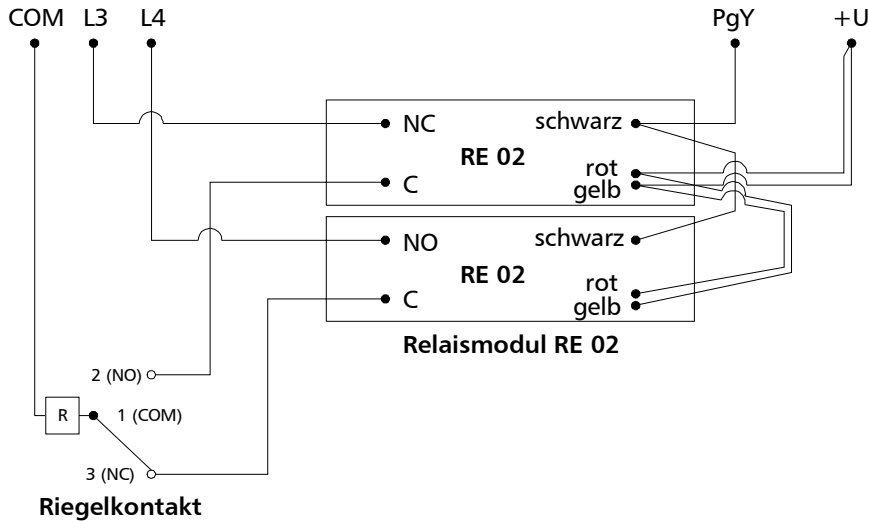 COM L3 L4 PgY +U
NC schwarz
RE 02
rot
C gelb
NO schwarz
RE 02
rot
C gelb
Relaismodul RE 02
2 (NO)
R 1 (COM)
3 (NC)
Riegelkontakt